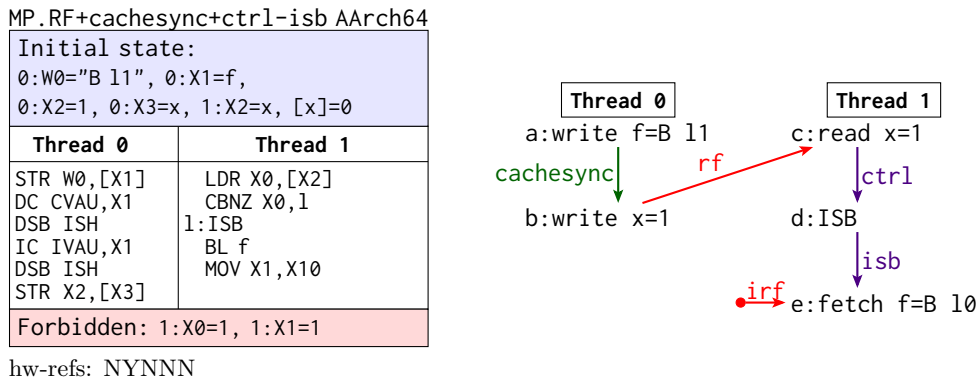 MP.RF+cachesync+ctrl-isb AArch64
Initial state:
0:W0="B l1", 0:X1=f,
0:X2=1, 0:X3=x, 1:X2=x, [x]=0
Thread 0 Thread 1
STR W0,[X1] LDR X0,[X2]
DC CVAU,X1 CBNZ X0,l
DSB ISH l:ISB
IC IVAU,X1 BL f
DSB ISH MOV X1,X10
STR X2,[X3]
Forbidden: 1:X0=1, 1:X1=1
hw-refs: NYNNN
Thread 0 Thread 1
a:write f=B l1 c:read x=1
cachesync rf ctrl
b:write x=1 d:ISB
isb
irf e:fetch f=B l0